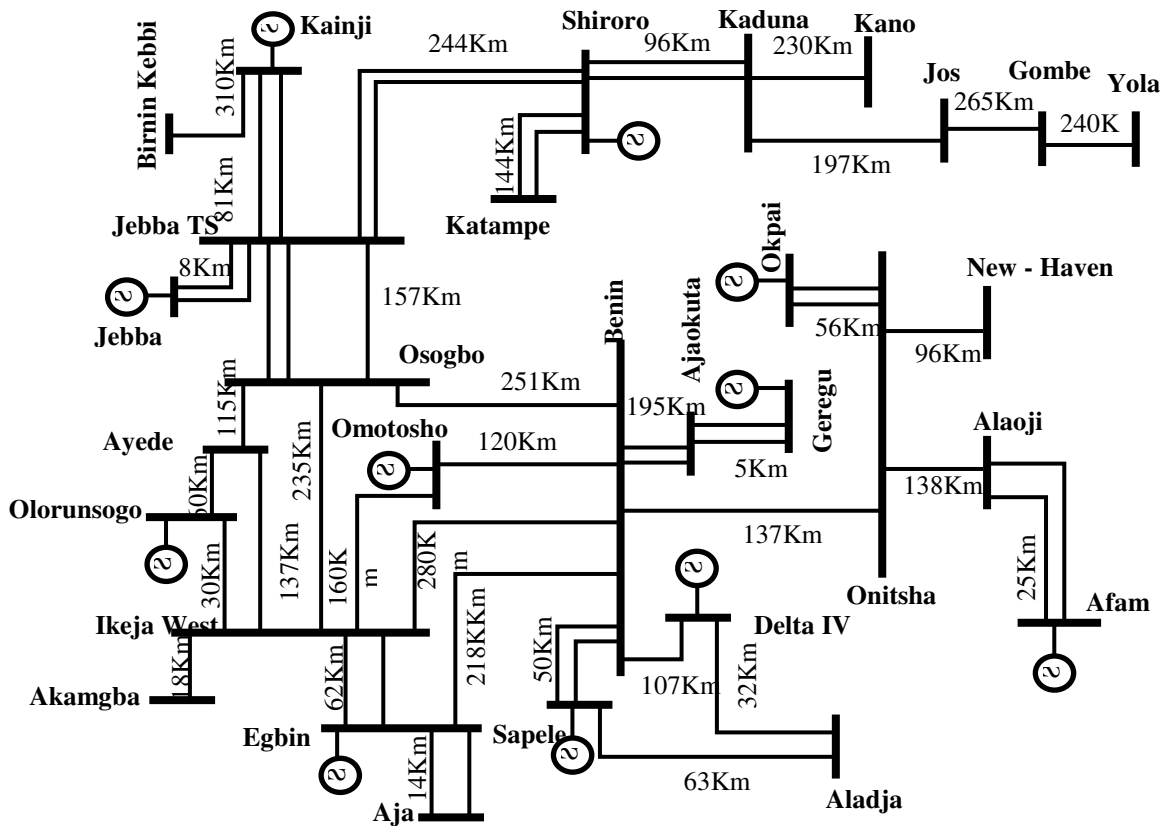 Kainji
Shiroro
Kaduna
Kano
244Km
96Km
230Km
Jos
Gombe
Yola
265Km
240K
197Km
310Km
Birnin Kebbi
144Km
Katampe
81Km
Jebba TS
8Km
Jebba
157Km
Okpai
New - Haven
56Km
96Km
Benin
Ajaokuta
Osogbo
251Km
195Km
Geregu
5Km
115Km
Ayede
Omotosho
120Km
235Km
Alaoji
138Km
60Km
Olorunsogo
137Km
160K
m
280K
m
137Km
Onitsha
30Km
25Km
Afam
Ikeja West
Delta IV
18Km
Akamgba
62Km
218KKm
50Km
107Km
32Km
Egbin
Sapele
14Km
Aja
63Km
Aladja